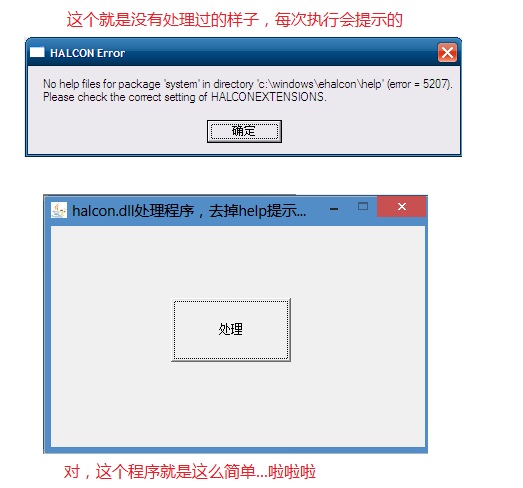 这个就是没有处理过的样子，每次执行会提示的
HALCON Error
No help files for package 'system' in directory 'c:\windows\ehalcon\help' (error = 5207).
Please check the correct setting of HALCONEXTENSIONS.
确定
halcon.dll处理程序，去掉help提示...
处理
对，这个程序就是这么简单...啦啦啦